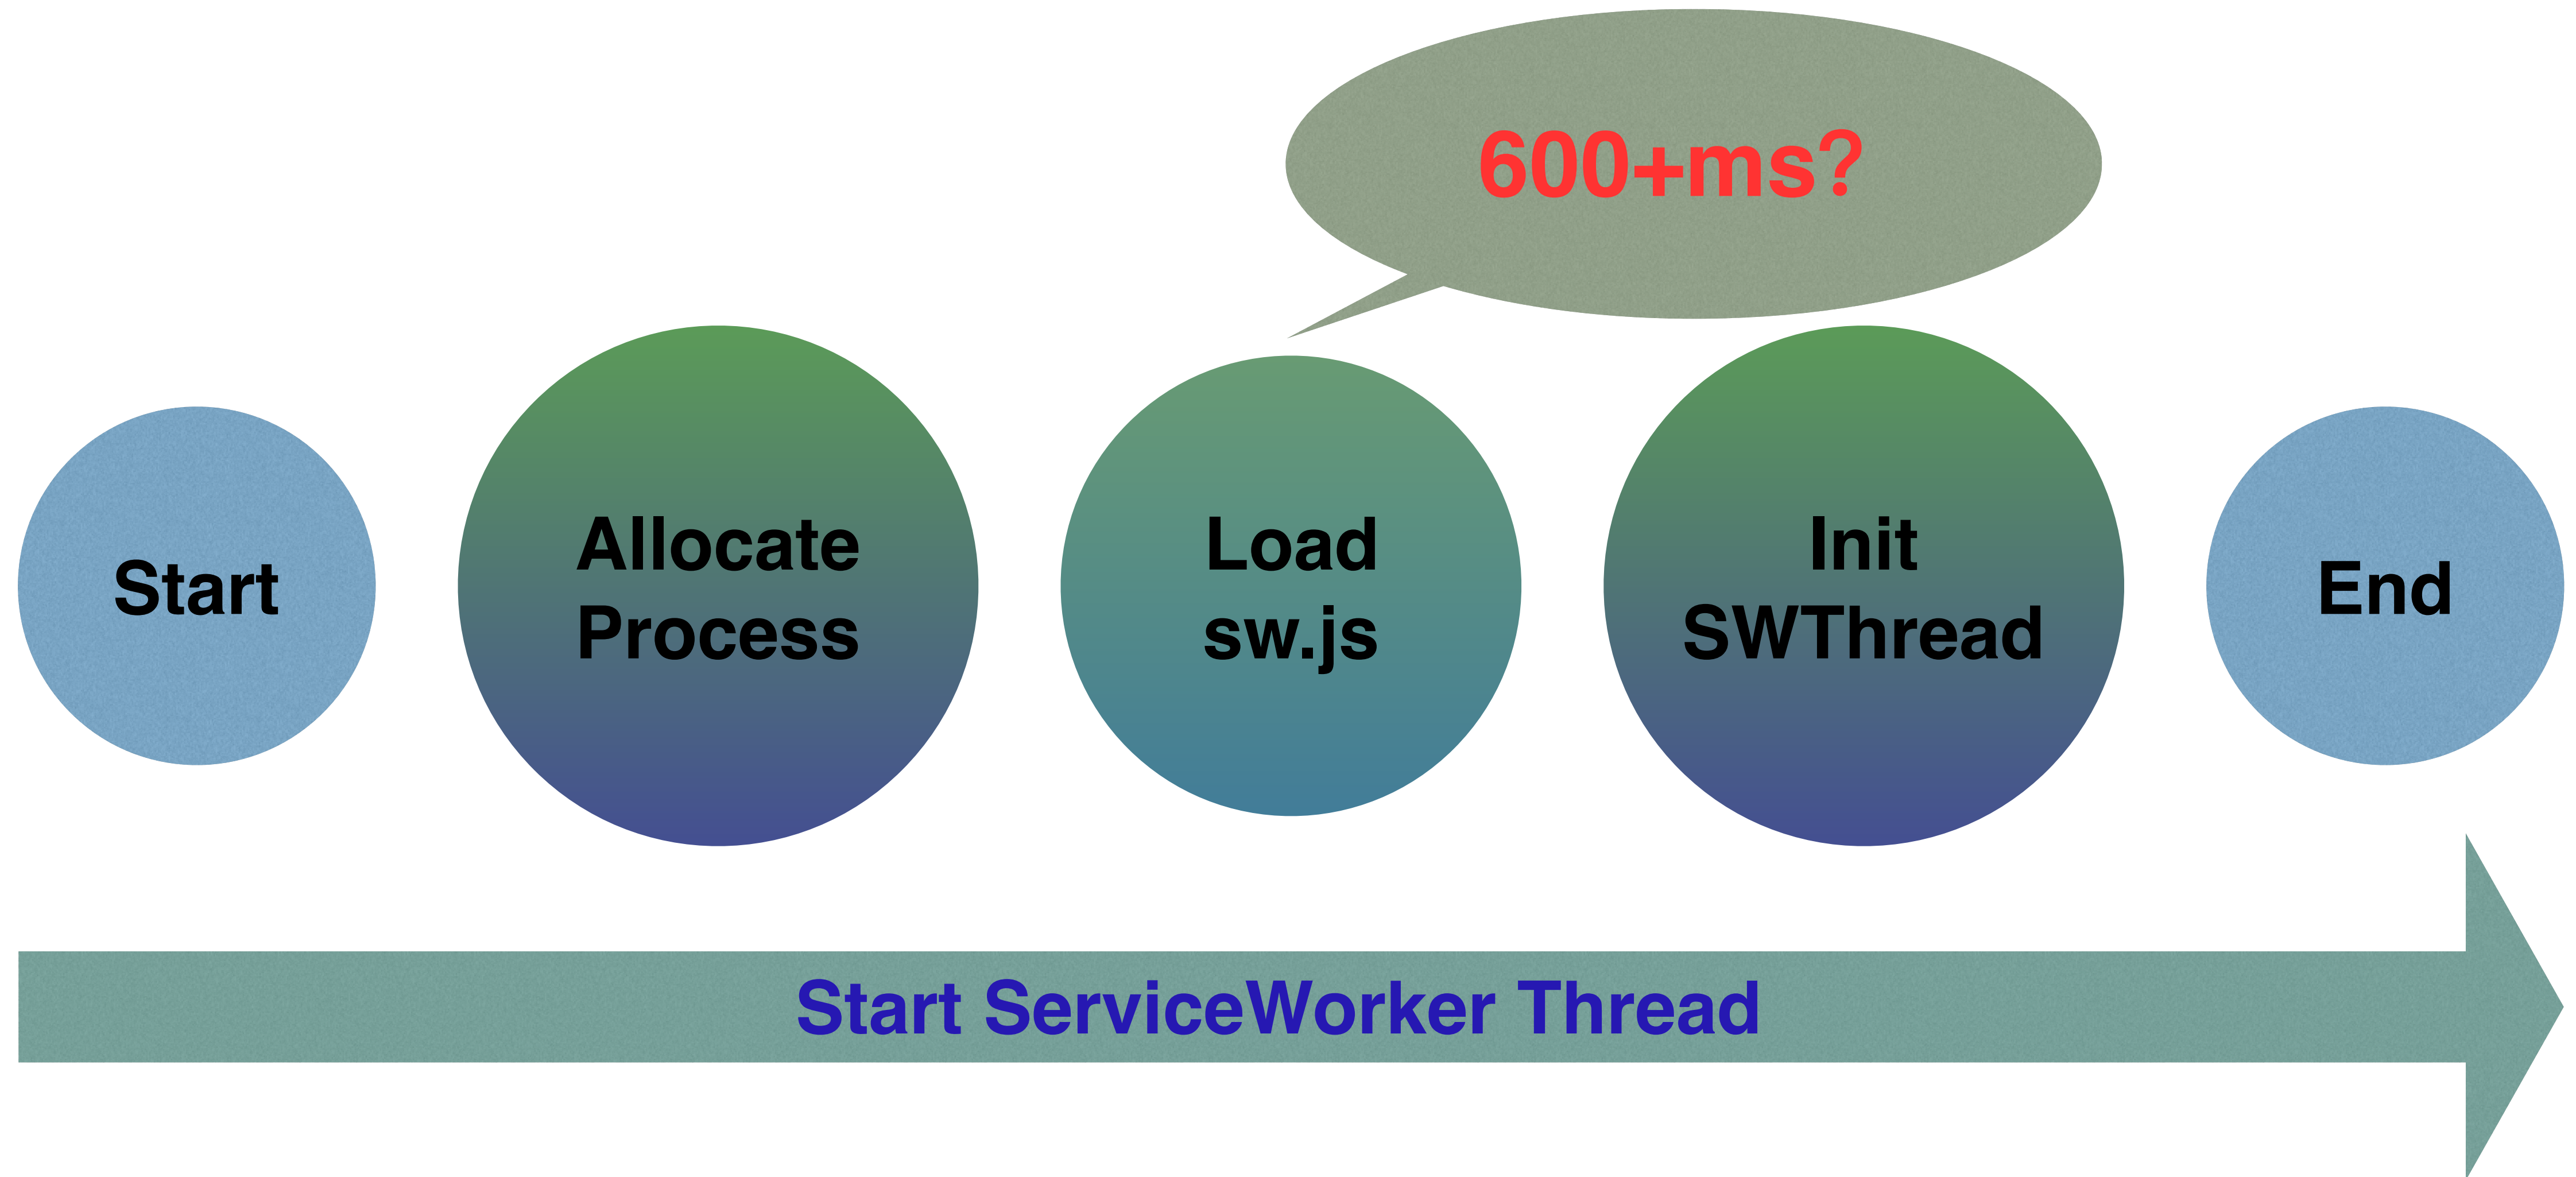 600+ms?
Start
Allocate
Process
Load
sw.js
Init
SWThread
End
Start ServiceWorker Thread